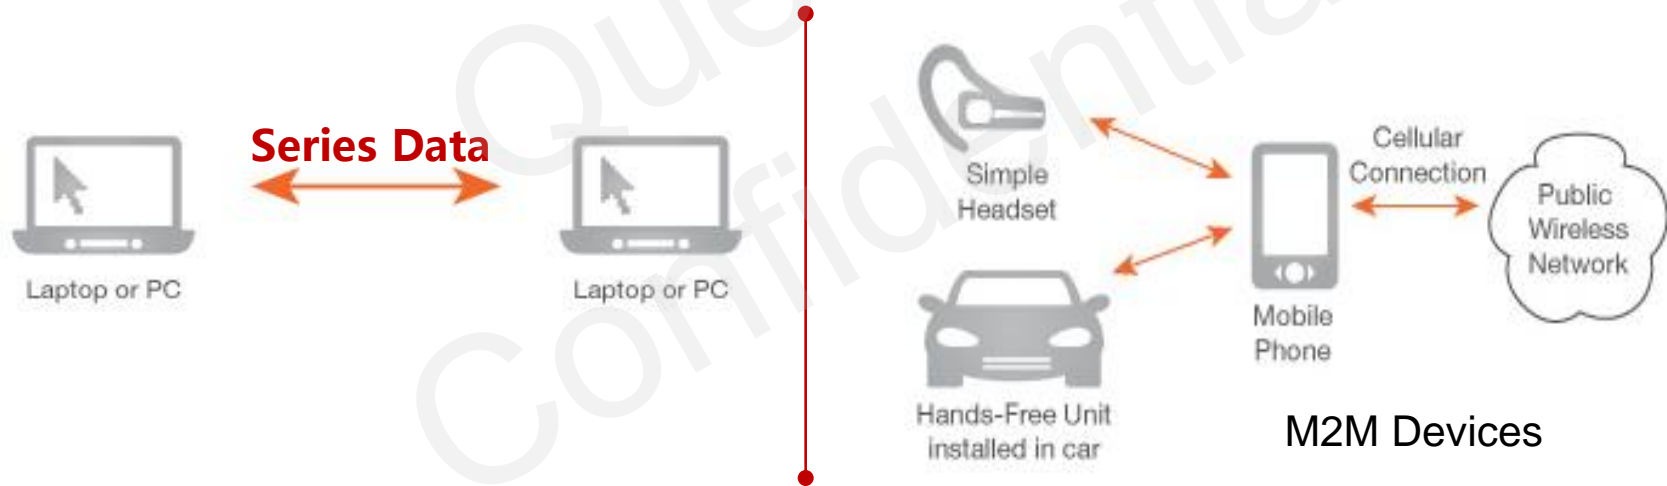 Series Data
Laptop or PC
Laptop or PC
Simple
Headset
Hands-Free Unit
installed in car
Mobile
Phone
Cellular
Connection
Public
Wireless
Network
M2M Devices
Confidential